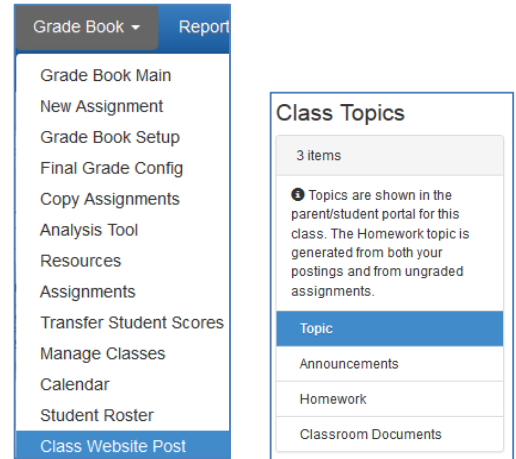 Grade Book
Report
Grade Book Main
New Assignment
Grade Book Setup
Final Grade Config
Copy Assignments
Analysis Tool
Resources
Assignments
Transfer Student Scores
Manage Classes
Calendar
Student Roster
Class Website Post
Class Topics
3 items
Topics are shown in the
parent/student portal for this
class. The Homework topic is
generated from both your
postings and from ungraded
assignments.
Topic
Announcements
Homework
Classroom Documents